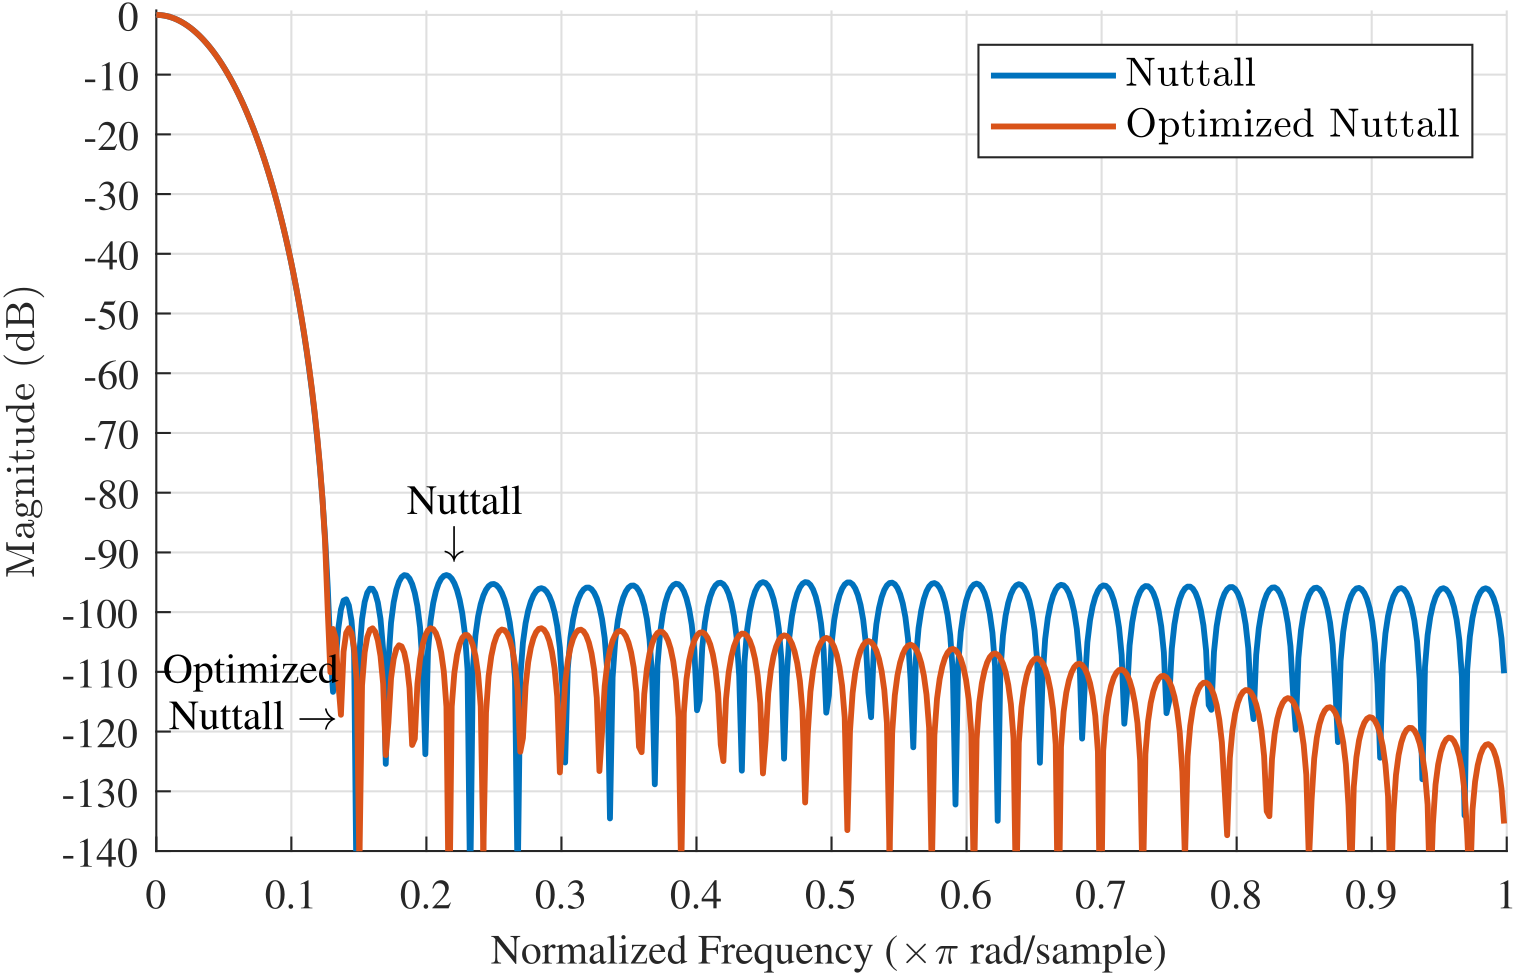 0
-10
-20
-30
-40
-50
-60
-70
-80
-90
-100
-110
-120
-130
-140
Magnitude (dB)
Nuttall
Optimized Nuttall
Nuttall
↓
Optimized
Nuttall →
0 0.1 0.2 0.3 0.4 0.5 0.6 0.7 0.8 0.9 1
Normalized Frequency (×π rad/sample)